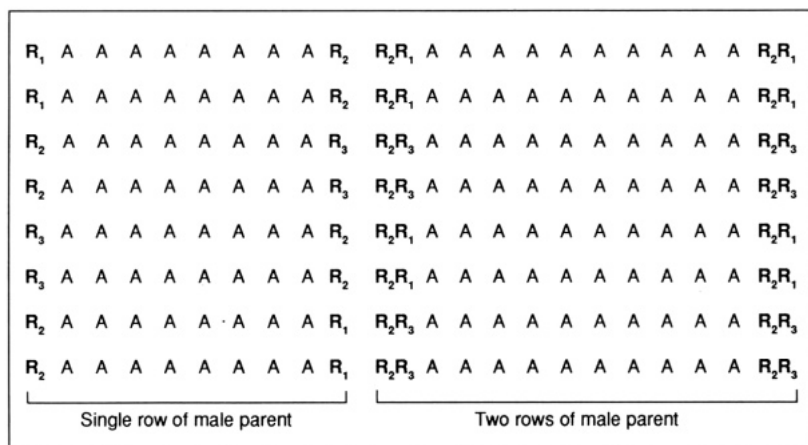 R₁ A A A A A A A A R₂ R₂R₁ A A A A A A A A A A R₂R₁
R₁ A A A A A A A A R₂ R₂R₁ A A A A A A A A A A R₂R₁
R₂ A A A A A A A A R₃ R₂R₃ A A A A A A A A A A R₂R₃
R₂ A A A A A A A A R₃ R₂R₃ A A A A A A A A A A R₂R₃
R₃ A A A A A A A A R₂ R₂R₁ A A A A A A A A A A R₂R₁
R₃ A A A A A A A A R₂ R₂R₁ A A A A A A A A A A R₂R₁
R₂ A A A A A A A A R₁ R₂R₃ A A A A A A A A A A R₂R₃
R₂ A A A A A A A A R₁ R₂R₃ A A A A A A A A A A R₂R₃
Single row of male parent Two rows of male parent